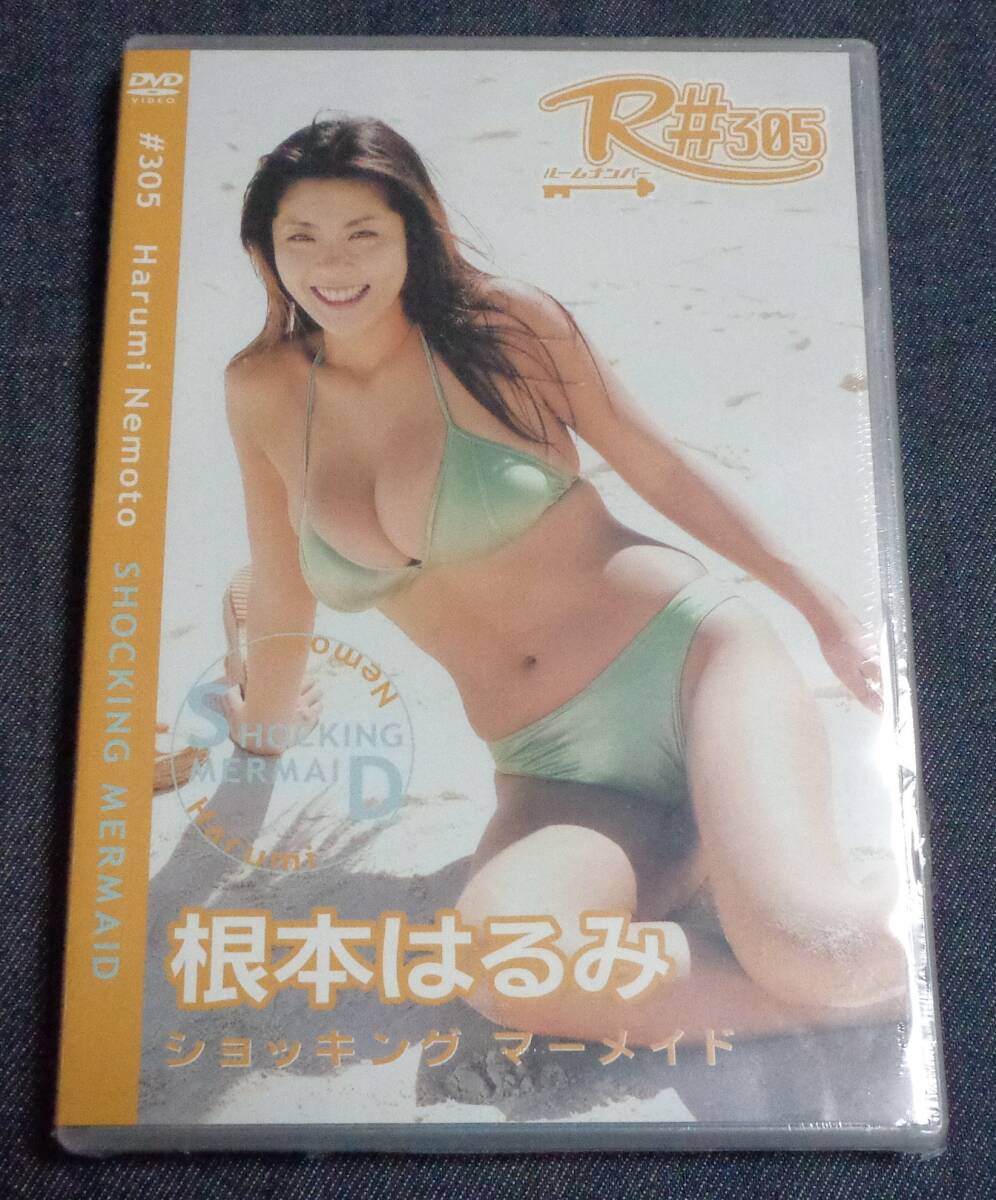 DVD
VIDEO
#305 Harumi Nemoto SHOCKING MERMAID
R#305
ルームナンバー
Nemo
SHOCKING
MERMAID
Harumi
根本はるみ
ショッキング マーメイド